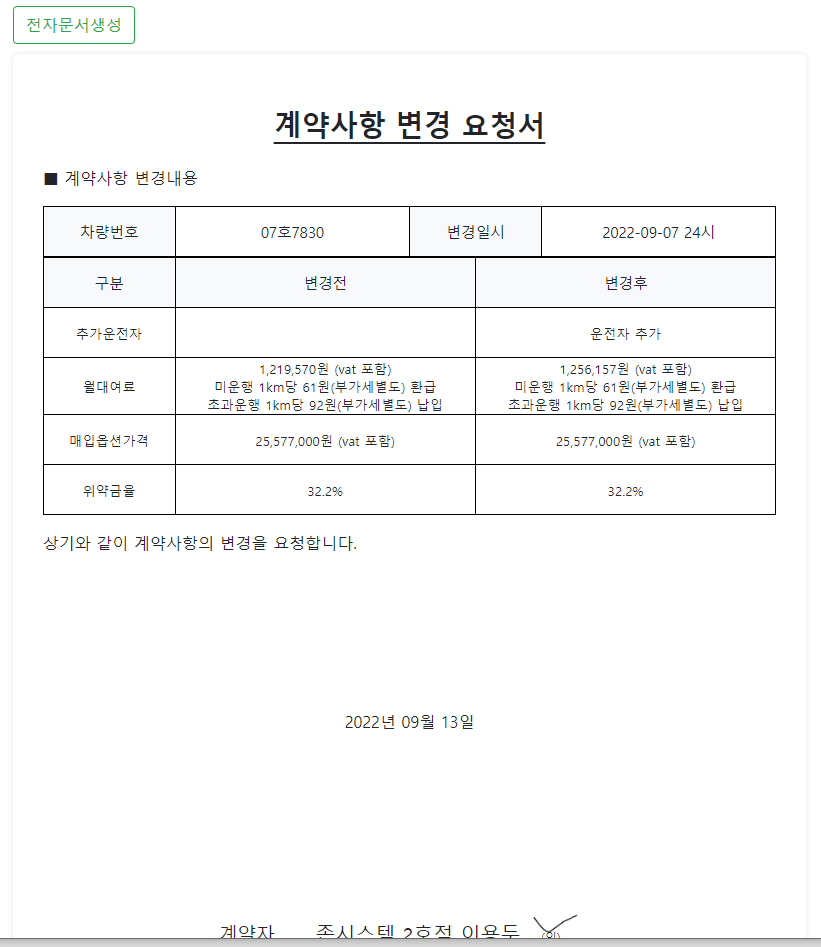 전자문서생성
계약사항 변경 요청서
■ 계약사항 변경내용
차량번호 07호7830 변경일시 2022-09-07 24시
구분 변경전 변경후
추가운전자 운전자 추가
월대여료
1,219,570원 (vat 포함)
미운행 1km당 61원(부가세별도) 환급
초과운행 1km당 92원(부가세별도) 납입
1,256,157원 (vat 포함)
미운행 1km당 61원(부가세별도) 환급
초과운행 1km당 92원(부가세별도) 납입
매입옵션가격 25,577,000원 (vat 포함) 25,577,000원 (vat 포함)
위약금율 32.2% 32.2%
상기와 같이 계약사항의 변경을 요청합니다.
2022년 09월 13일
계약자 존시스템 2호점